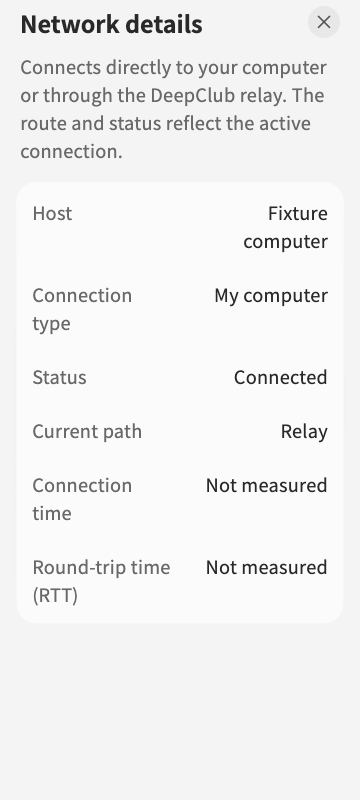 Network details
Connects directly to your computer
or through the DeepClub relay. The
route and status reflect the active
connection.
Host
Fixture
computer
Connection
type
My computer
Status
Connected
Current path
Relay
Connection
time
Not measured
Round-trip time
(RTT)
Not measured